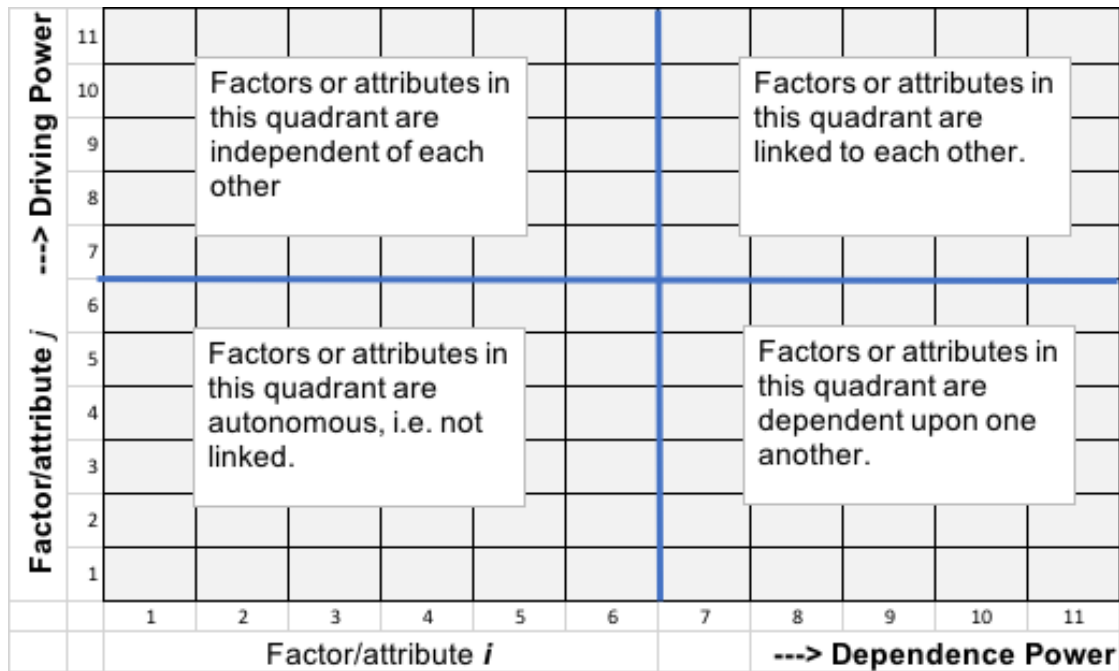 ---> Driving Power
Factor/attribute j
11
10
9
8
7
6
5
4
3
2
1
Factors or attributes in
this quadrant are
independent of each
other
Factors or attributes in
this quadrant are
linked to each other.
Factors or attributes in
this quadrant are
autonomous, i.e. not
linked.
Factors or attributes in
this quadrant are
dependent upon one
another.
1 2 3 4 5 6 7 8 9 10 11
Factor/attribute i
---> Dependence Power